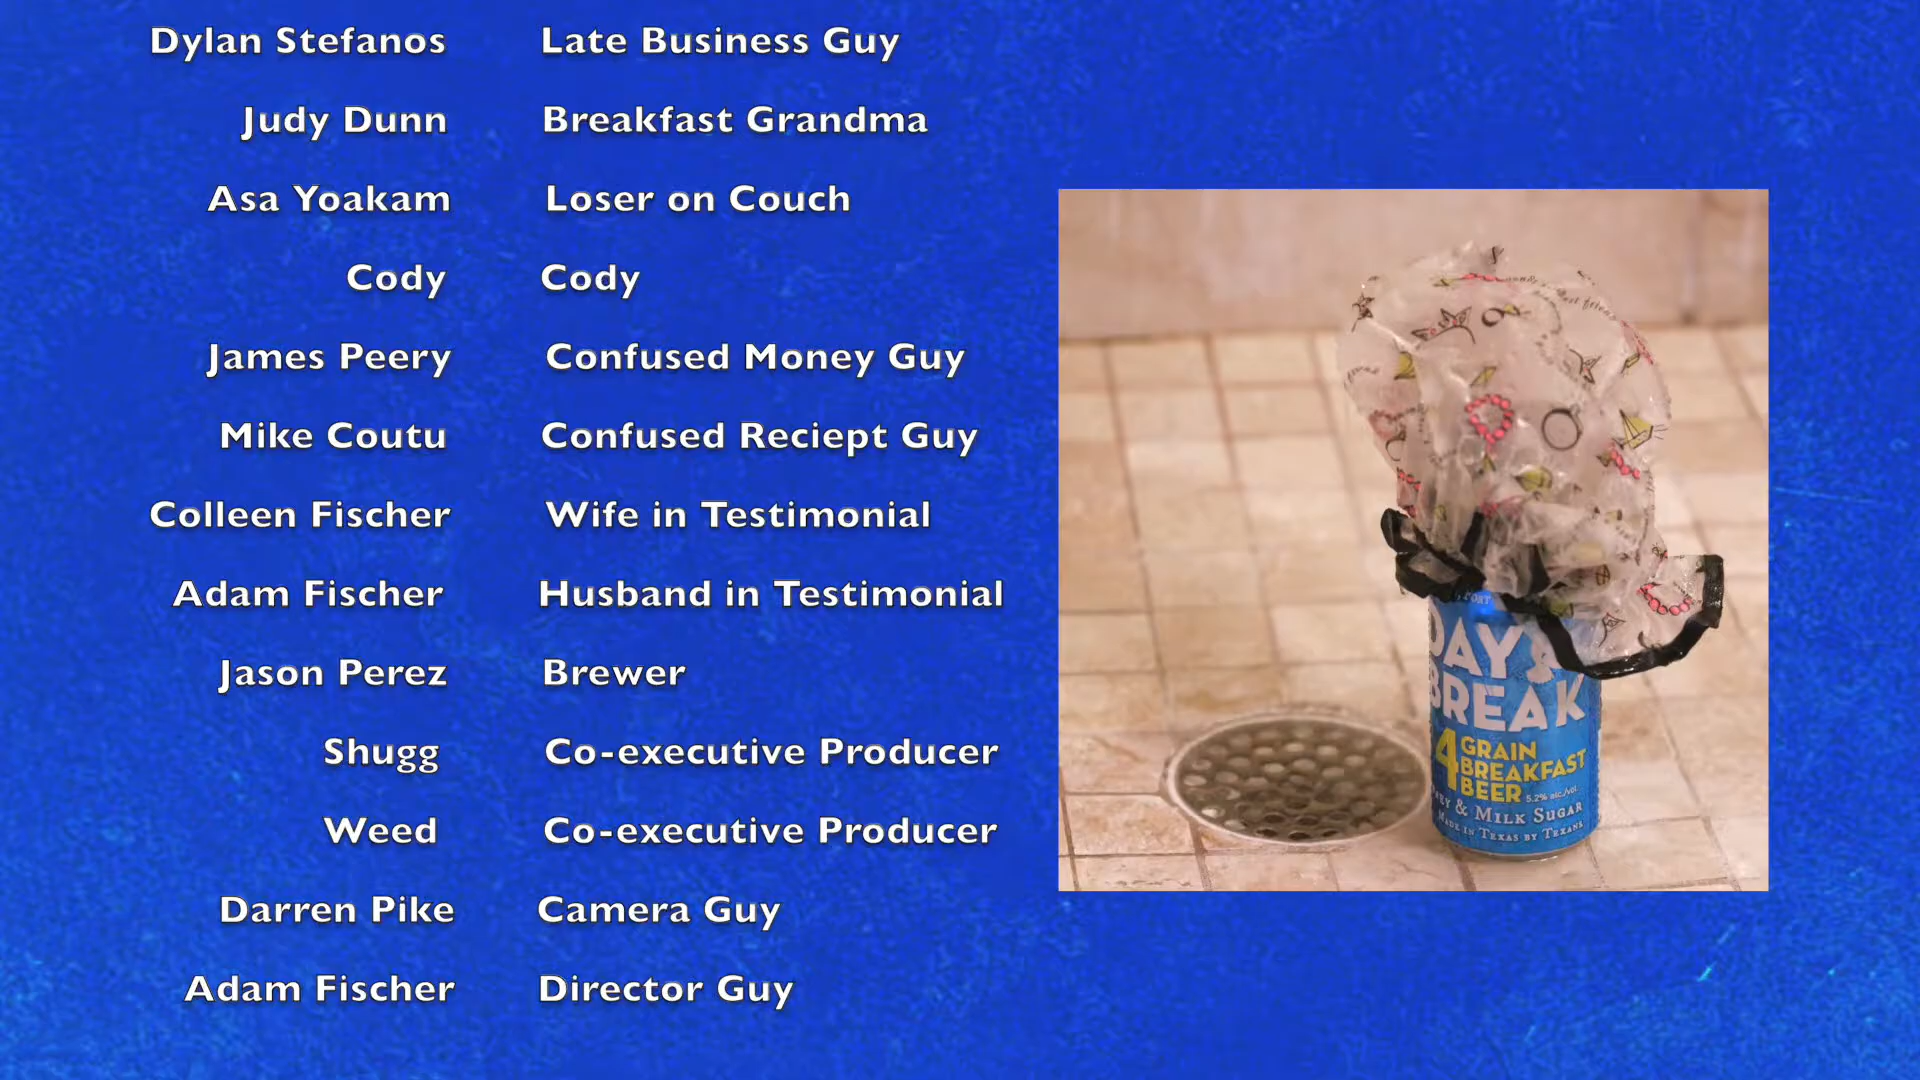 Dylan Stefanos Late Business Guy
Judy Dunn Breakfast Grandma
Asa Yoakam Loser on Couch
Cody Cody
James Peery Confused Money Guy
Mike Coutu Confused Reciept Guy
Colleen Fischer Wife in Testimonial
Adam Fischer Husband in Testimonial
Jason Perez Brewer
Shugg Co-executive Producer
Weed Co-executive Producer
Darren Pike Camera Guy
Adam Fischer Director Guy
DAY'S
BREAK
4 GRAIN
BREAKFAST
BEER 5.2% alc./vol.
& MILK SUGAR
MADE IN TEXAS BY TEXANS